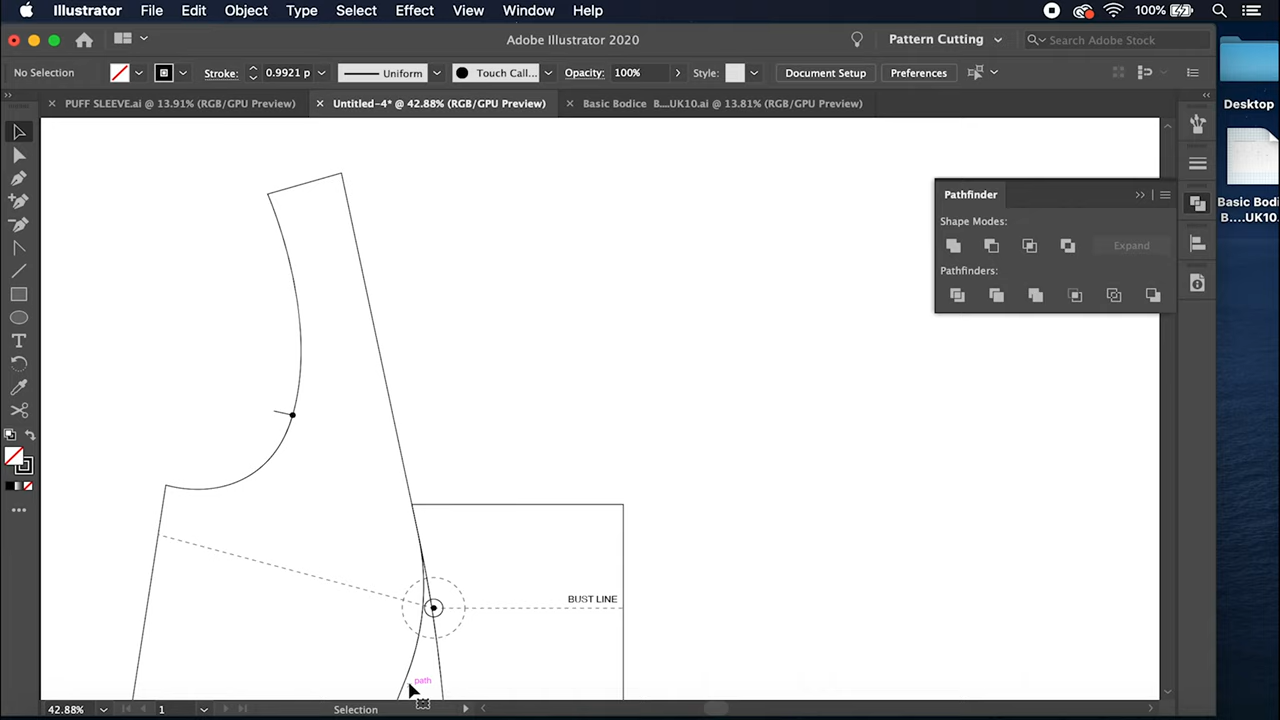 Illustrator File Edit Object Type Select Effect View Window Help 100%
Adobe Illustrator 2020 Pattern Cutting Search Adobe Stock
No Selection Stroke: 0.9921 p Uniform Touch Call... Opacity: 100% Style: Document Setup Preferences
PUFF SLEEVE.ai @ 13.91% (RGB/GPU Preview) Untitled-4* @ 42.88% (RGB/GPU Preview) Basic Bodice B....UK10.ai @ 13.81% (RGB/GPU Preview)
Desktop
Pathfinder
Basic Bodi
B....UK10.
Shape Modes:
Expand
Pathfinders:
BUST LINE
path
42.88% 1 Selection